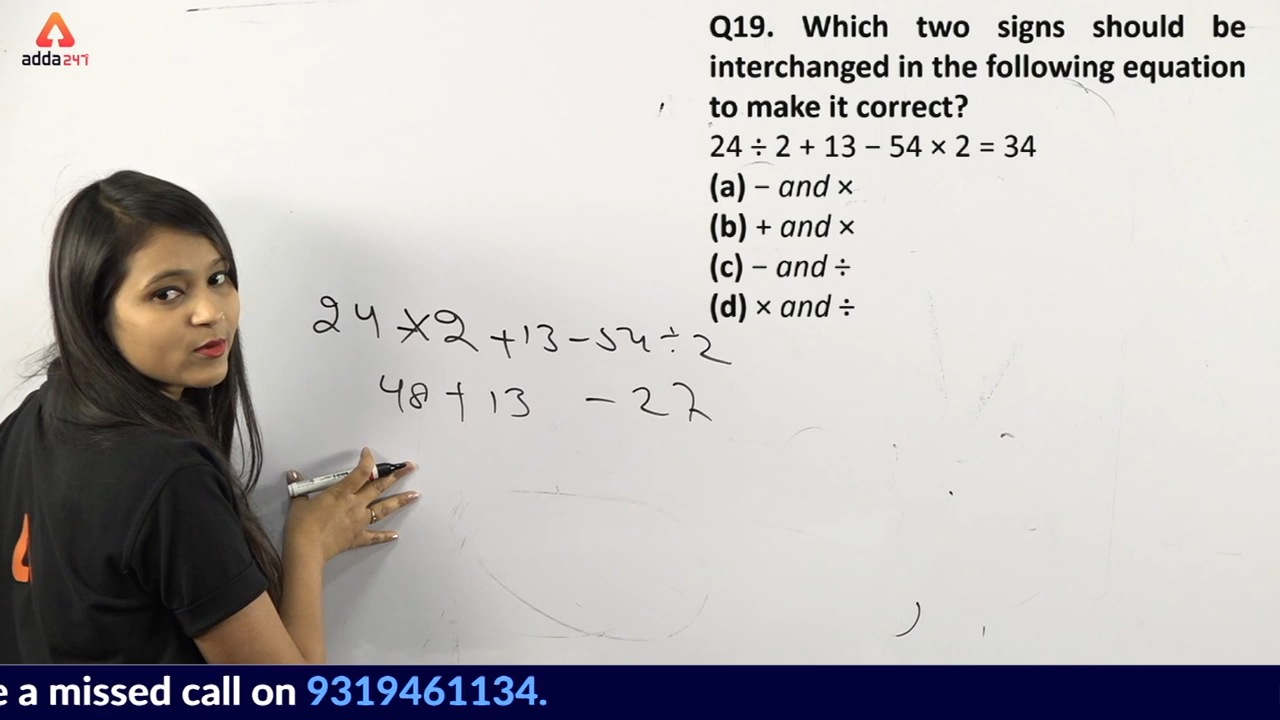 adda247
Q19. Which two signs should be
interchanged in the following equation
to make it correct?
24 ÷ 2 + 13 − 54 × 2 = 34
(a) − and ×
(b) + and ×
(c) − and ÷
(d) × and ÷
24 × 2 + 13 − 54 ÷ 2
48 + 13 − 27
e a missed call on 9319461134.